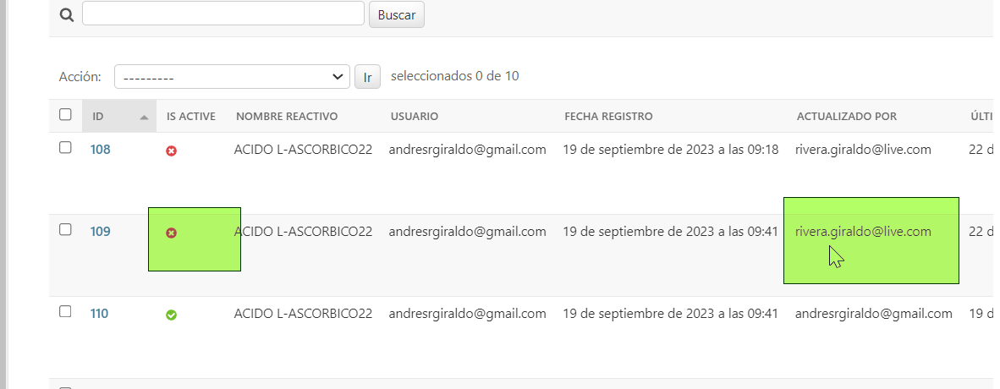 Buscar
Acción: --------- Ir seleccionados 0 de 10
ID IS ACTIVE NOMBRE REACTIVO USUARIO FECHA REGISTRO ACTUALIZADO POR ÚLTI
108 ACIDO L-ASCORBICO22 andresrgiraldo@gmail.com 19 de septiembre de 2023 a las 09:18 rivera.giraldo@live.com 22 d
109 ACIDO L-ASCORBICO22 andresrgiraldo@gmail.com 19 de septiembre de 2023 a las 09:41 rivera.giraldo@live.com 22 d
110 ACIDO L-ASCORBICO22 andresrgiraldo@gmail.com 19 de septiembre de 2023 a las 09:41 andresrgiraldo@gmail.com 19 d